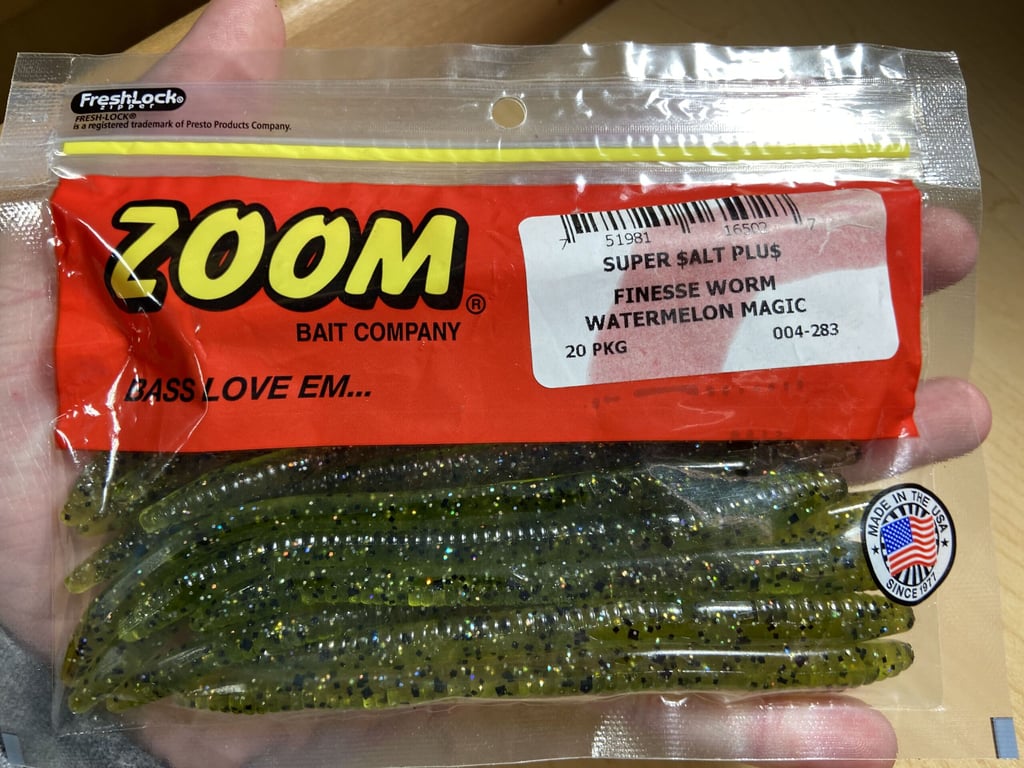 FreshLock®
zipper
FRESH-LOCK®
is a registered trademark of Presto Products Company.
ZOOM®
BAIT COMPANY
BASS LOVE EM...
7 51981 16502 7
SUPER $ALT PLU$
FINESSE WORM
WATERMELON MAGIC
004-283
20 PKG
MADE IN THE USA
SINCE 1977